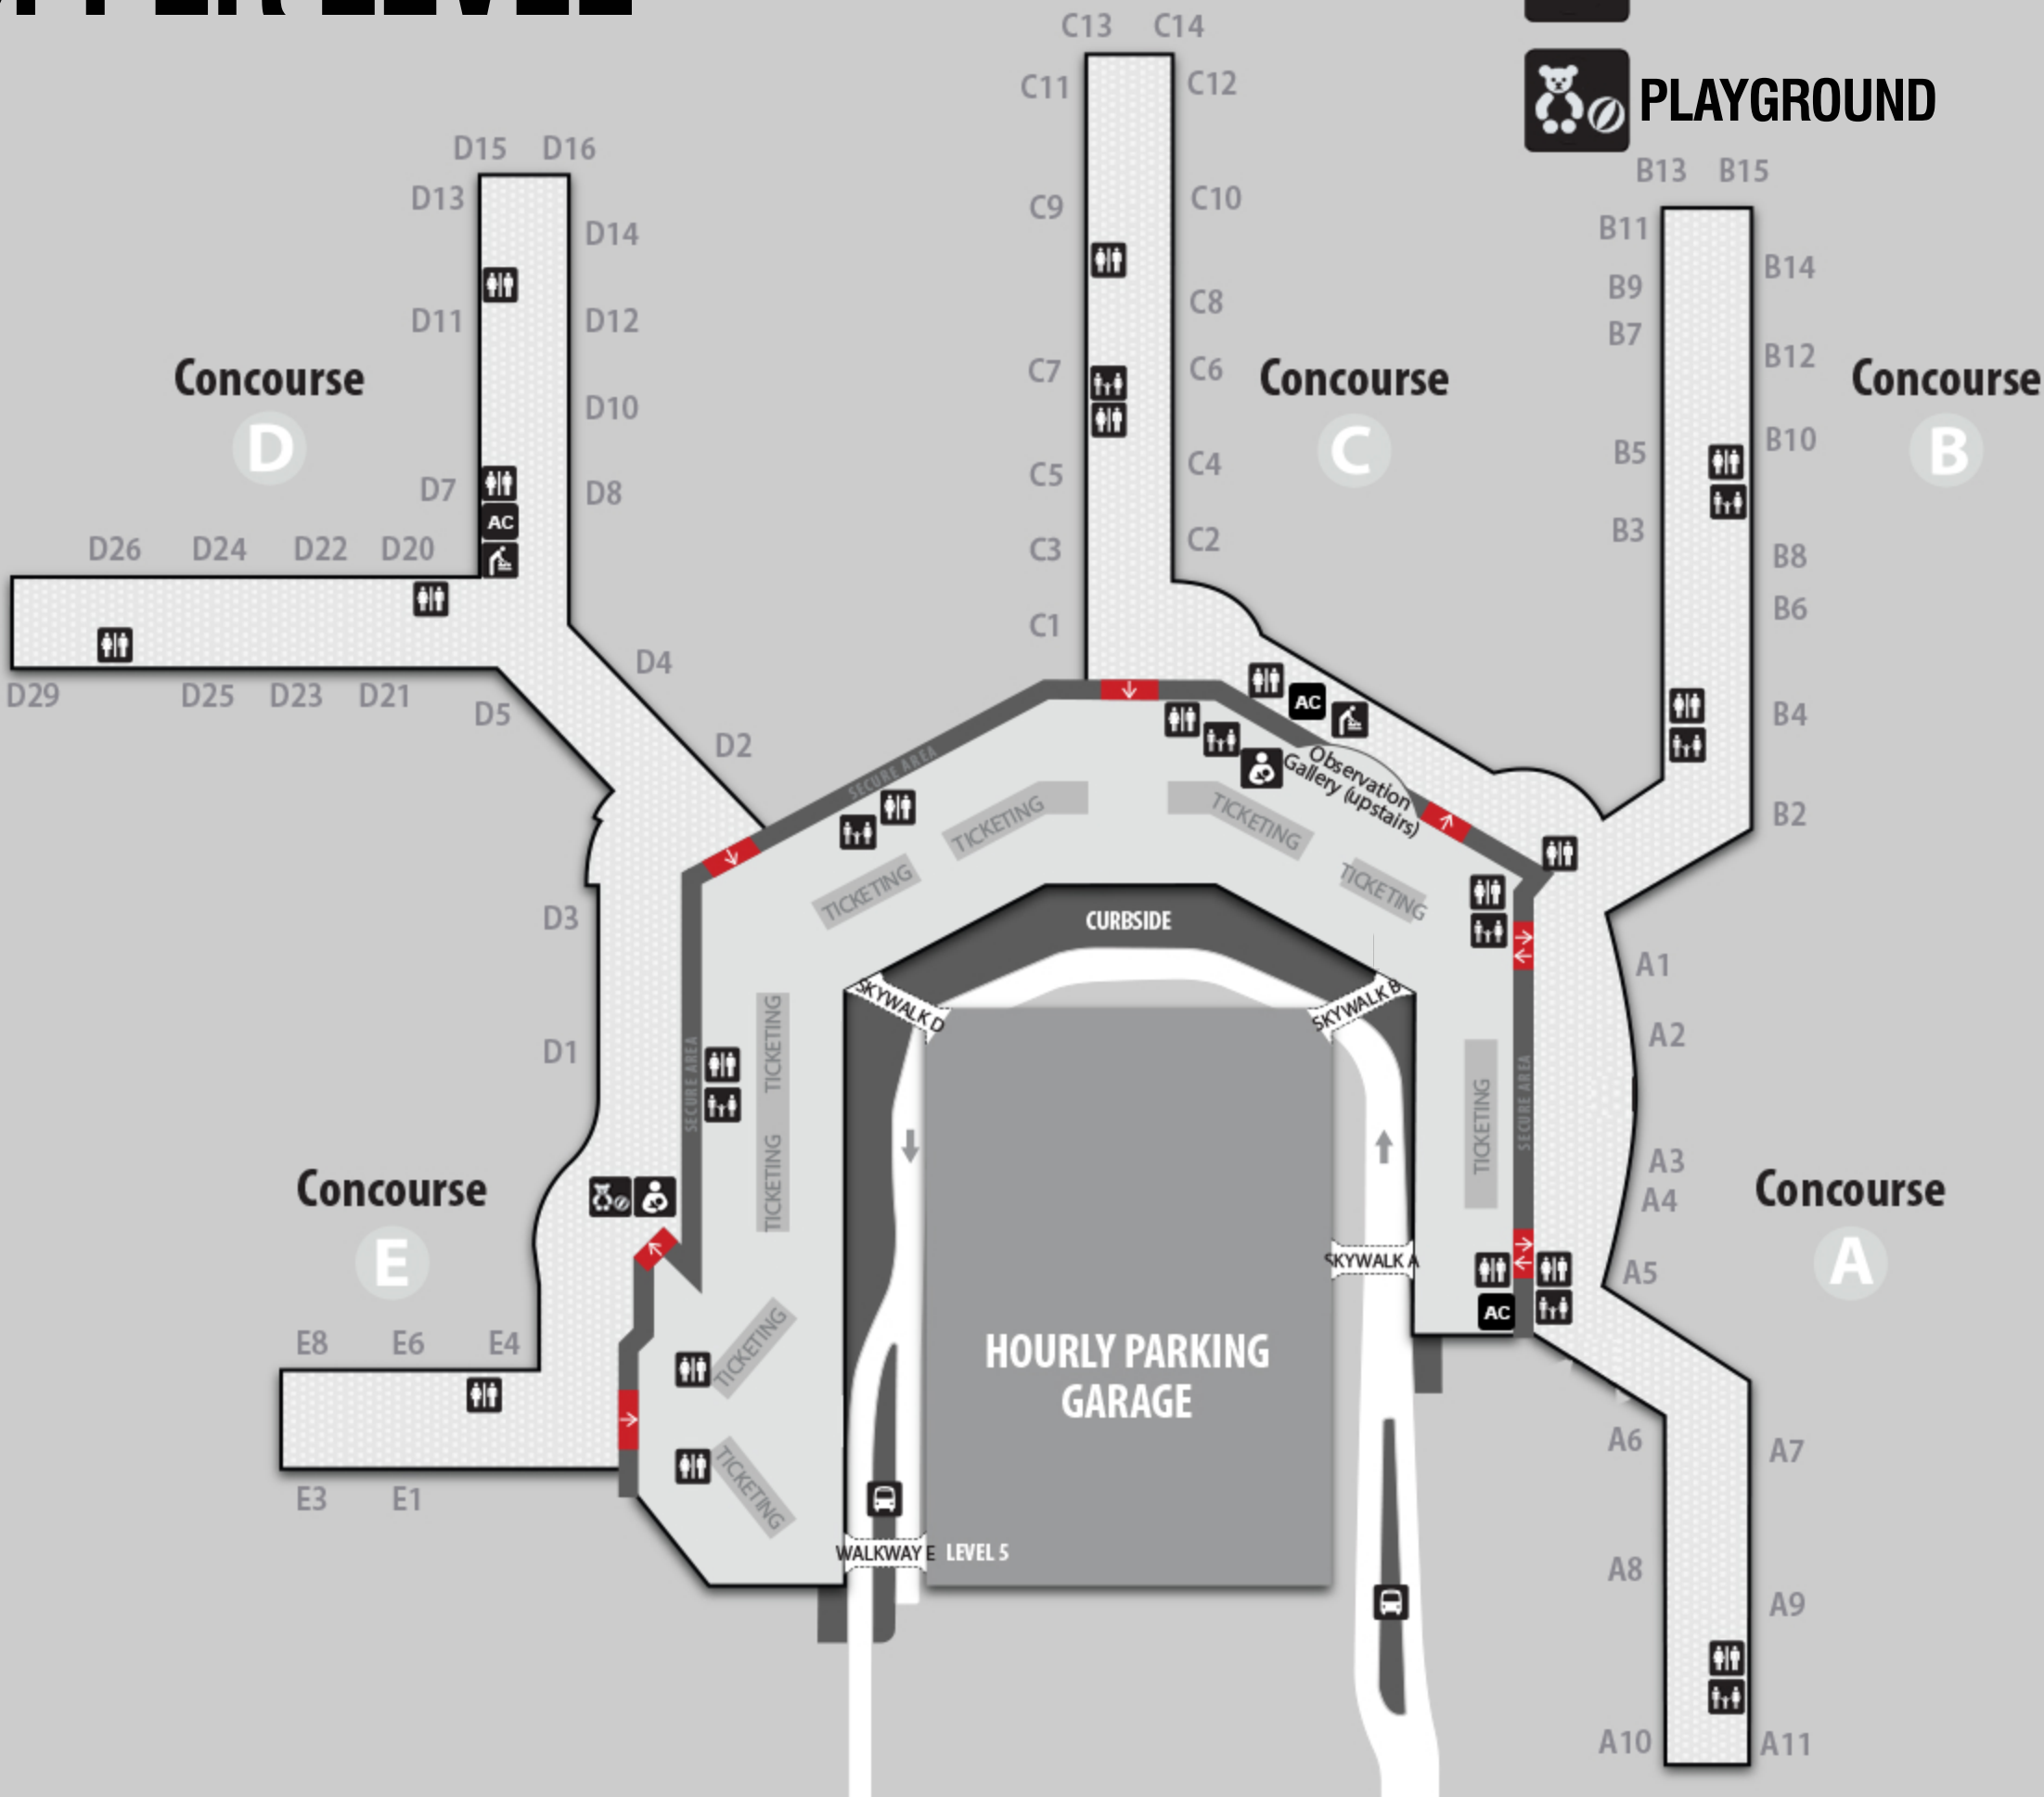 UPPER LEVEL
PLAYGROUND
C13 C14
C11 C12
C9 C10
C8
C7 C6
C5 C4
C3 C2
C1
Concourse
C
D15 D16
D13 D14
D11 D12
D10
D7 D8
Concourse
D
AC
D26 D24 D22 D20
D29 D25 D23 D21 D5
D4
D2
D3
D1
B13 B15
B11 B14
B9
B7 B12
B5 B10
B3
B8
B6
B4
B2
Concourse
B
AC
Observation
Gallery (upstairs)
SECURE AREA
TICKETING
TICKETING
TICKETING
TICKETING
CURBSIDE
SKYWALK D
SKYWALK B
SECURE AREA
TICKETING
TICKETING
TICKETING
SECURE AREA
A1
A2
A3
A4
A5
Concourse
A
SKYWALK A
AC
Concourse
E
E8 E6 E4
E3 E1
TICKETING
TICKETING
HOURLY PARKING
GARAGE
WALKWAY E LEVEL 5
A6 A7
A8 A9
A10 A11